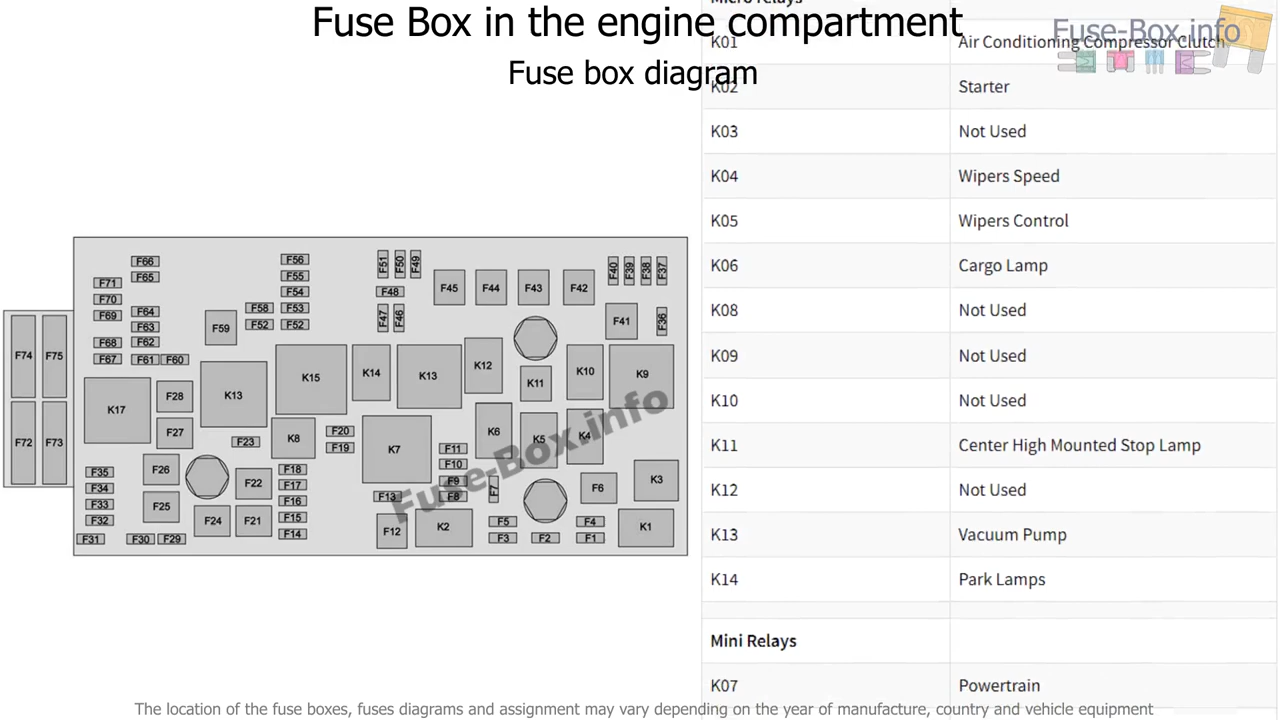 Fuse Box in the engine compartment
Fuse box diagram
Fuse-Box.info
Micro relays
K01 Air Conditioning Compressor Clutch
K02 Starter
K03 Not Used
K04 Wipers Speed
K05 Wipers Control
K06 Cargo Lamp
K08 Not Used
K09 Not Used
K10 Not Used
K11 Center High Mounted Stop Lamp
K12 Not Used
K13 Vacuum Pump
K14 Park Lamps
Mini Relays
K07 Powertrain
F66 F56 F51 F50 F49 F40 F39 F38 F37
F65 F55
F71 F54 F48 F45 F44 F43 F42
F70
F69 F64 F58 F53 F47 F46 F41 F36
F63 F59 F52 F52
F68 F62
F67 F61 F60
F74 F75
K17 F28 K13 K15 K14 K13 K12 K11 K10 K9
F27 F23 K8 F20 F19 K7 K6 K5 K4
F72 F73
F11
F10
F9
F8
F7
F35 F26 F22 F18 F6 K3
F34 F17
F33 F25 F16 F13
F32 F24 F21 F15 F12 K2 F5 F4 K1
F31 F30 F29 F14 F3 F2 F1
Fuse-Box.info
The location of the fuse boxes, fuses diagrams and assignment may vary depending on the year of manufacture, country and vehicle equipment